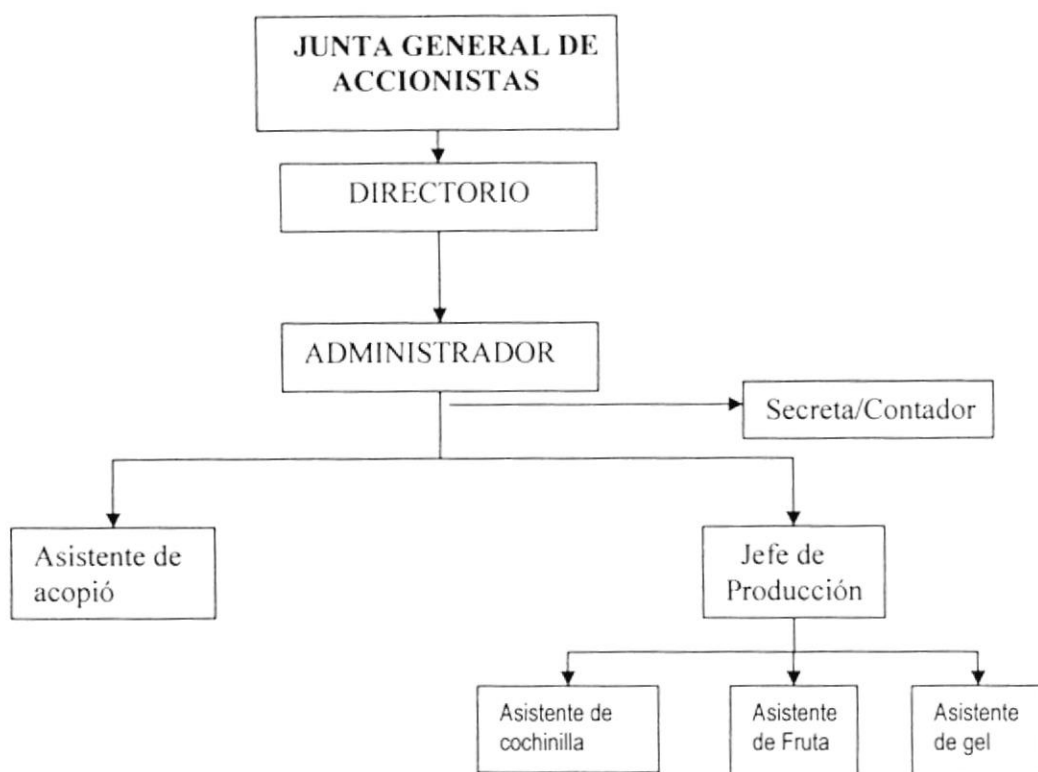 JUNTA GENERAL DE
ACCIONISTAS
DIRECTORIO
ADMINISTRADOR
Secreta/Contador
Asistente de
acopió
Jefe de
Producción
Asistente de
cochinilla
Asistente
de Fruta
Asistente
de gel